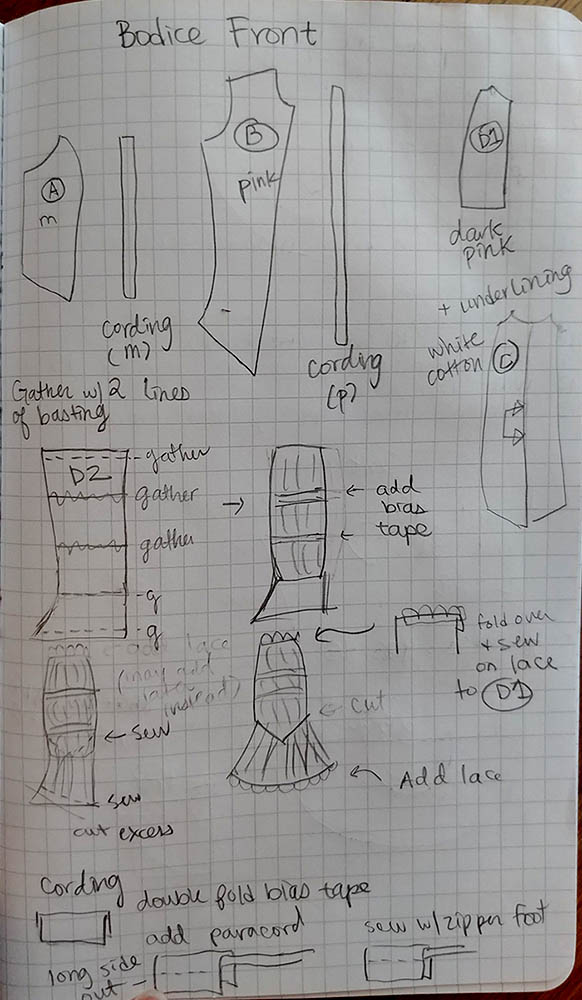 Bodice Front
A
m
cording
(m)
B
pink
cording
(p)
D1
dark
pink
+ underlining
white
cotton
C
Gather w/ 2 lines
of basting
D2
gather
gather
gather
g
g
add
bias
tape
add lace
(may add
later
instead)
sew
sew
cut excess
cut
Add lace
fold over
+ sew
on lace
to D1
Cording
double fold bias tape
add paracord
long side
out
sew w/ zipper foot